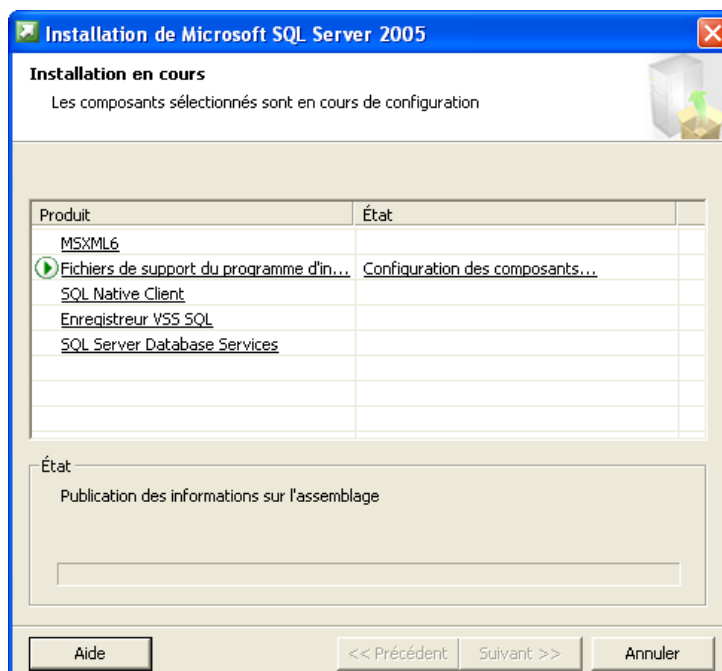 Installation de Microsoft SQL Server 2005
Installation en cours
Les composants sélectionnés sont en cours de configuration
Produit État
MSXML6
Fichiers de support du programme d'in... Configuration des composants...
SQL Native Client
Enregistreur VSS SQL
SQL Server Database Services
État
Publication des informations sur l'assemblage
Aide << Précédent Suivant >> Annuler